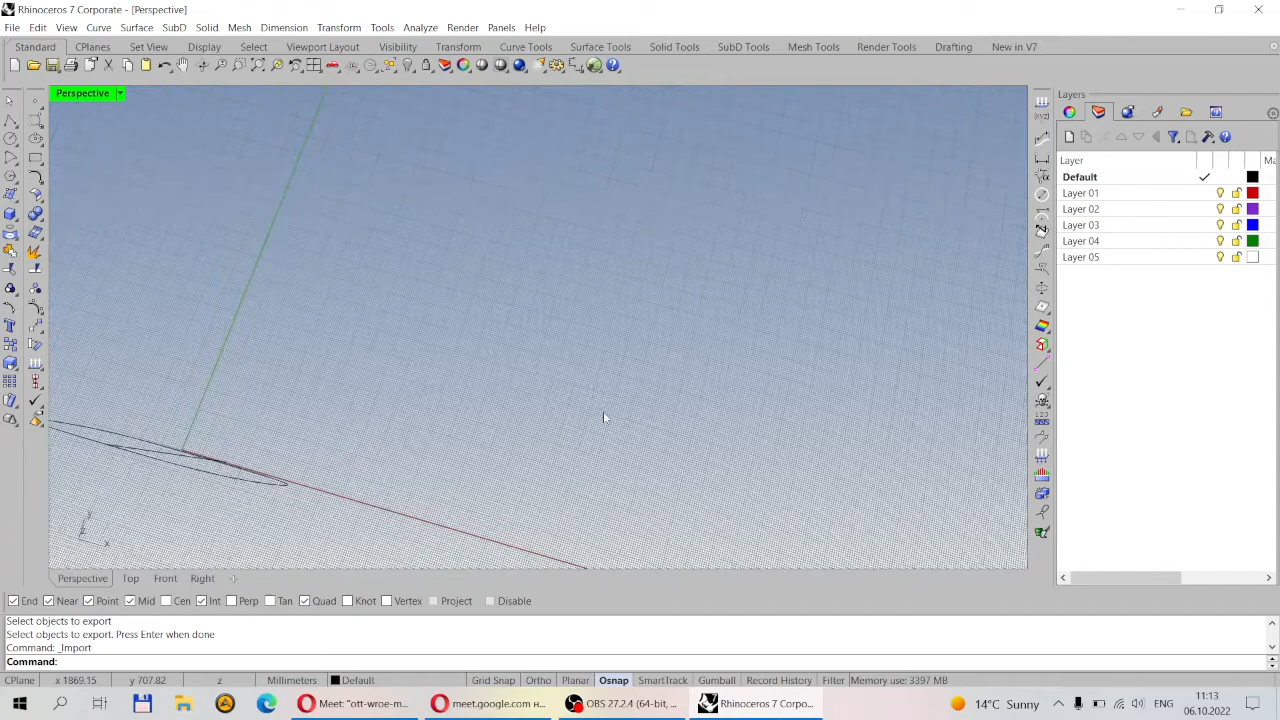 Rhinoceros 7 Corporate - [Perspective]
File Edit View Curve Surface SubD Solid Mesh Dimension Transform Tools Analyze Render Panels Help
Standard CPlanes Set View Display Select Viewport Layout Visibility Transform Curve Tools Surface Tools Solid Tools SubD Tools Mesh Tools Render Tools Drafting New in V7
Perspective
Layers
Layer Ma
Default
Layer 01
Layer 02
Layer 03
Layer 04
Layer 05
y
x
Perspective Top Front Right
End Near Point Mid Cen Int Perp Tan Quad Knot Vertex Project Disable
Select objects to export
Select objects to export. Press Enter when done
Command: _Import
Command:
CPlane x 1869.15 y 707.82 z Millimeters Default Grid Snap Ortho Planar Osnap SmartTrack Gumball Record History Filter Memory use: 3397 MB
Meet: "ott-wroe-m... meet.google.com н... OBS 27.2.4 (64-bit, ... Rhinoceros 7 Corpo... 14°C Sunny ENG
11:13
06.10.2022